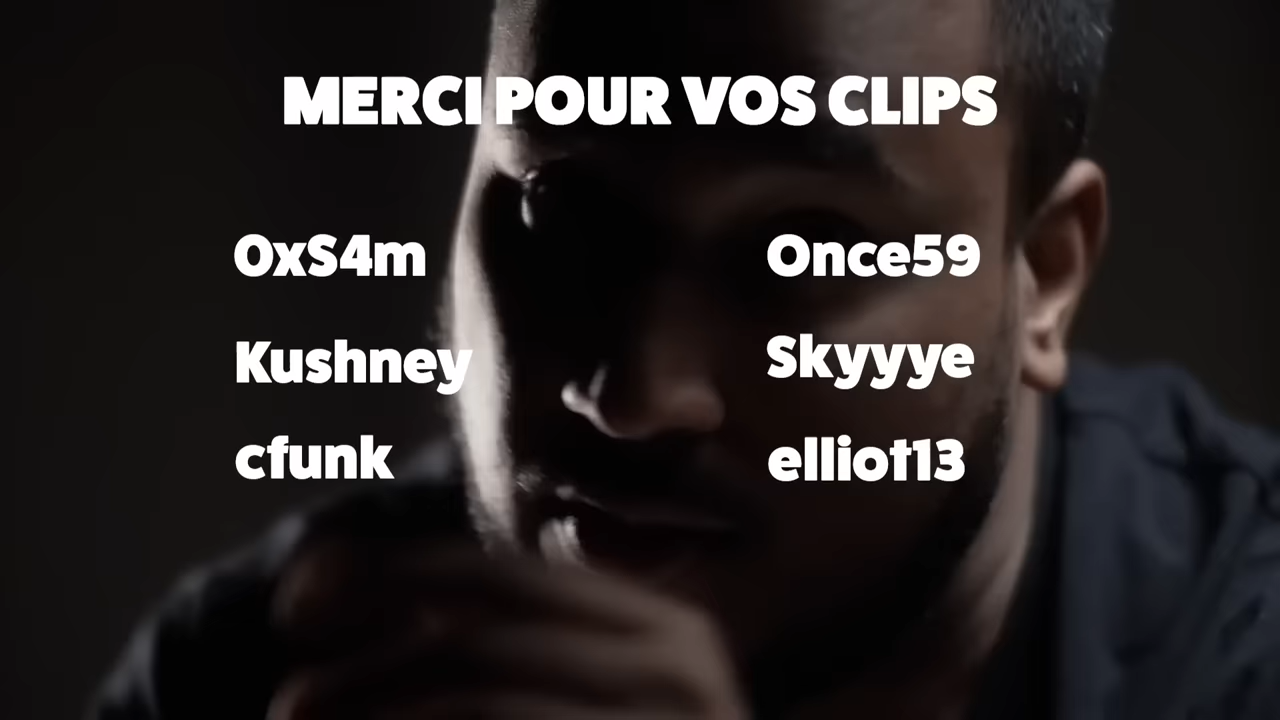 MERCI POUR VOS CLIPS
0xS4m
Once59
Kushney
Skyyye
cfunk
elliot13